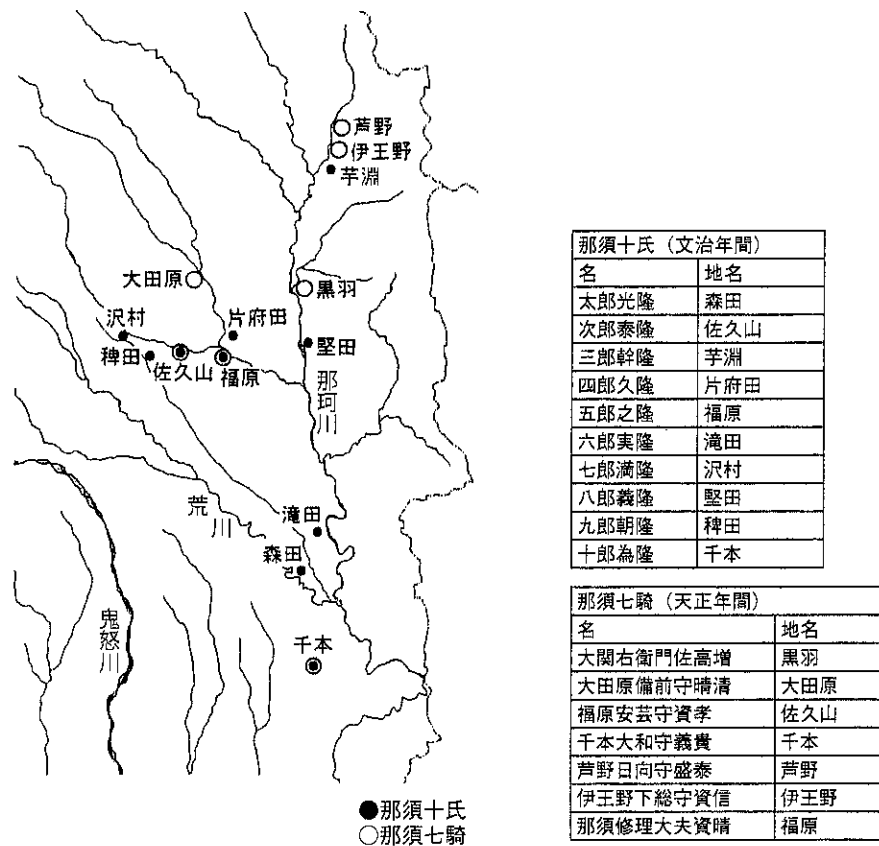 芦野
伊王野
芋淵
大田原
黒羽
沢村
片府田
堅田
稗田
佐久山
福原
那珂川
荒川
滝田
森田
鬼怒川
千本
●那須十氏
○那須七騎
那須十氏（文治年間）
名 地名
太郎光隆 森田
次郎泰隆 佐久山
三郎幹隆 芋淵
四郎久隆 片府田
五郎之隆 福原
六郎実隆 滝田
七郎満隆 沢村
八郎義隆 堅田
九郎朝隆 稗田
十郎為隆 千本
那須七騎（天正年間）
名 地名
大関右衛門佐高増 黒羽
大田原備前守晴清 大田原
福原安芸守資孝 佐久山
千本大和守義貴 千本
芦野日向守盛泰 芦野
伊王野下総守資信 伊王野
那須修理大夫資晴 福原